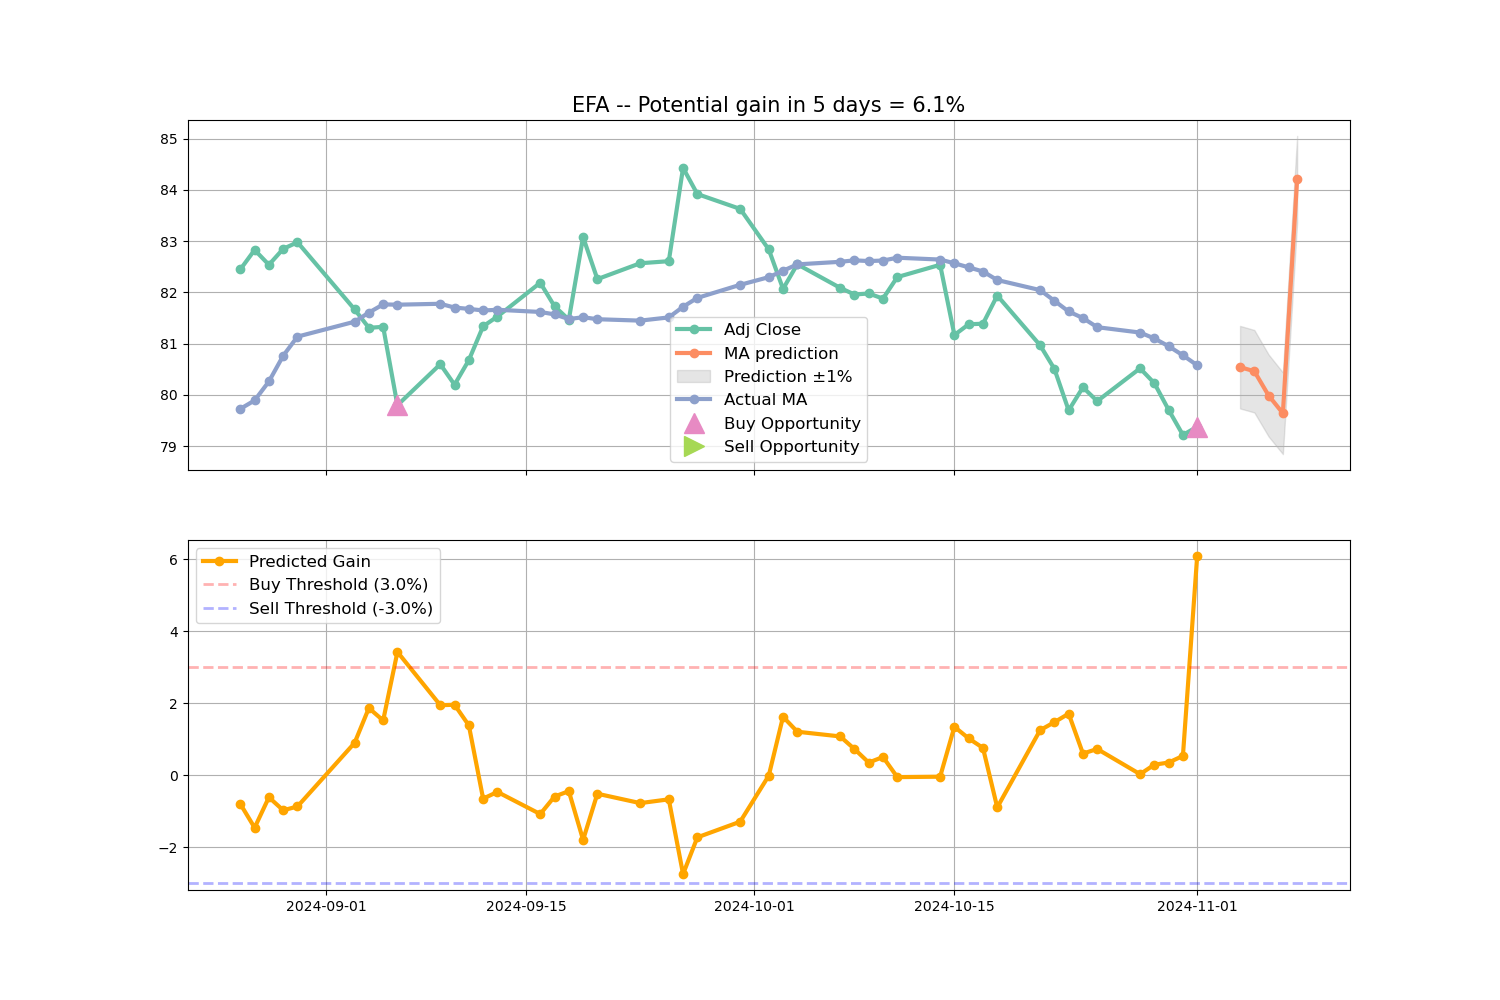 EFA -- Potential gain in 5 days = 6.1%
85
84
83
82
81
80
79
Adj Close
MA prediction
Prediction ±1%
Actual MA
Buy Opportunity
Sell Opportunity
6
4
2
0
−2
Predicted Gain
Buy Threshold (3.0%)
Sell Threshold (-3.0%)
2024-09-01
2024-09-15
2024-10-01
2024-10-15
2024-11-01